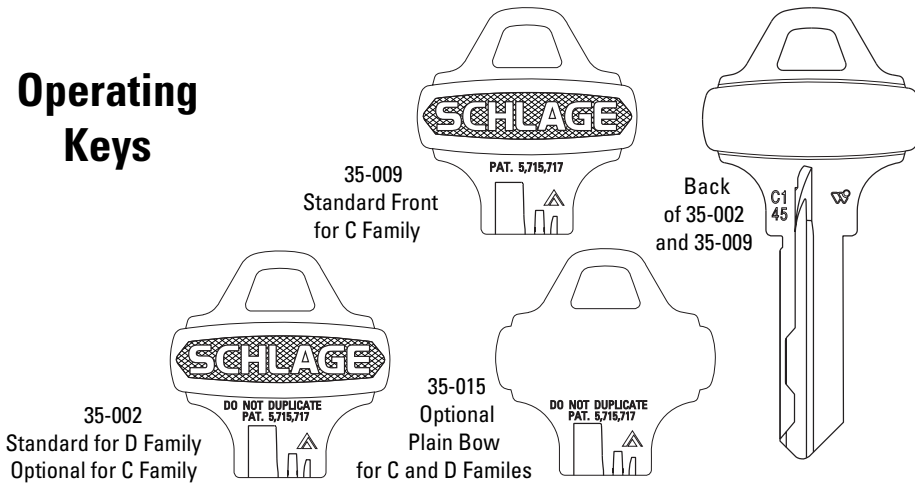 Operating
Keys
SCHLAGE
PAT. 5,715,717
35-009
Standard Front
for C Family
Back
of 35-002
and 35-009
C1
45
SCHLAGE
DO NOT DUPLICATE
PAT. 5,715,717
35-002
Standard for D Family
Optional for C Family
DO NOT DUPLICATE
PAT. 5,715,717
35-015
Optional
Plain Bow
for C and D Familes